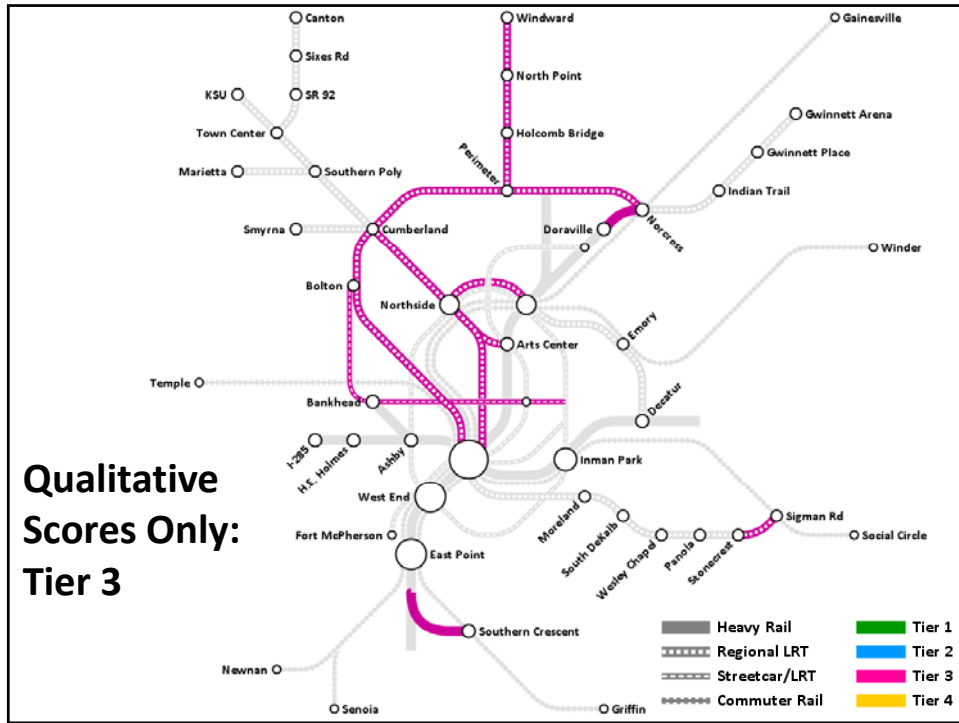 Canton
Windward
Gainesville
Sixes Rd
North Point
KSU
SR 92
Gwinnett Arena
Town Center
Holcomb Bridge
Gwinnett Place
Marietta
Southern Poly
Perimeter
Indian Trail
Smyrna
Cumberland
Doraville
Norcross
Winder
Bolton
Northside
Emory
Arts Center
Temple
Bankhead
Decatur
I-285
H.E. Holmes
Ashby
Inman Park
Qualitative
Scores Only:
Tier 3
West End
Moreland
Sigman Rd
Fort McPherson
South DeKalb
Wesley Chapel
Panola
Stonecrest
Social Circle
East Point
Southern Crescent
Newnan
Senoia
Griffin
Heavy Rail
Regional LRT
Streetcar/LRT
Commuter Rail
Tier 1
Tier 2
Tier 3
Tier 4